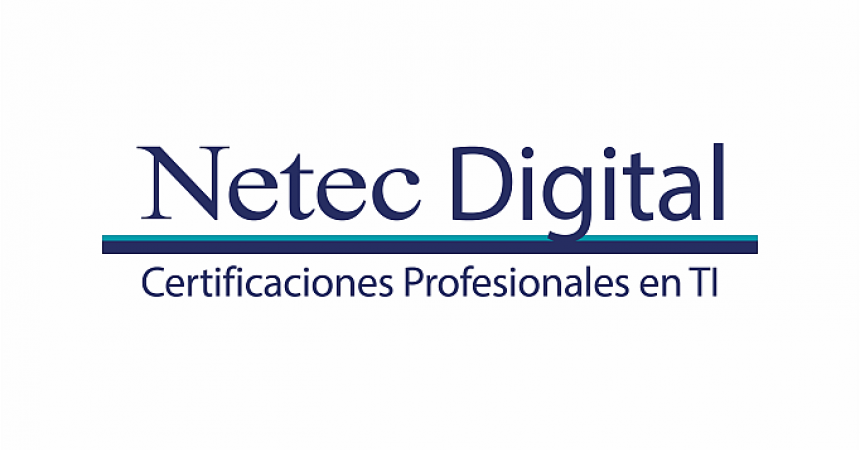 Netec Digital
Certificaciones Profesionales en TI